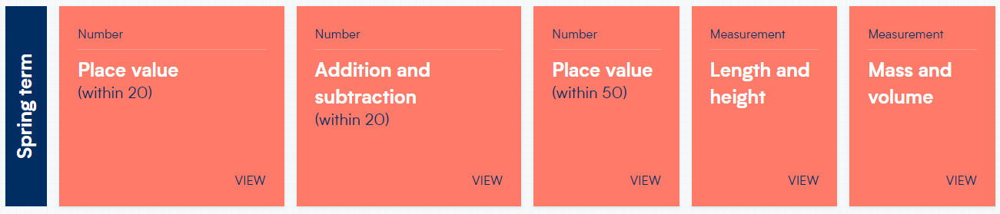 Spring term
Number
Place value
(within 20)
VIEW
Number
Addition and
subtraction
(within 20)
VIEW
Number
Place value
(within 50)
VIEW
Measurement
Length and
height
VIEW
Measurement
Mass and
volume
VIEW